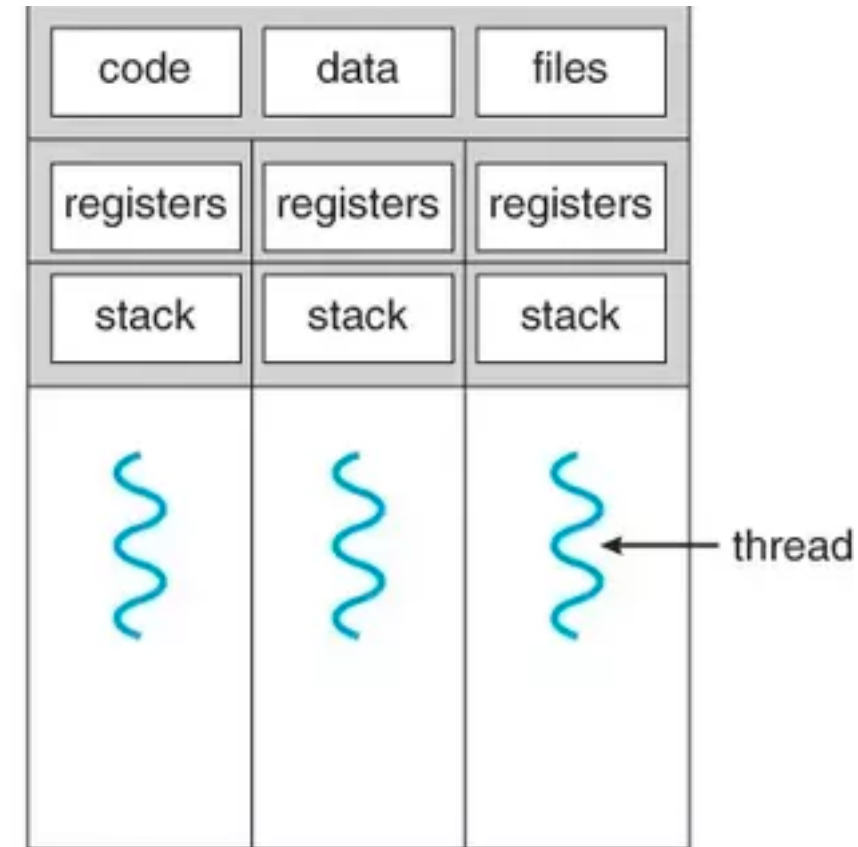 code data files
registers registers registers
stack stack stack
thread